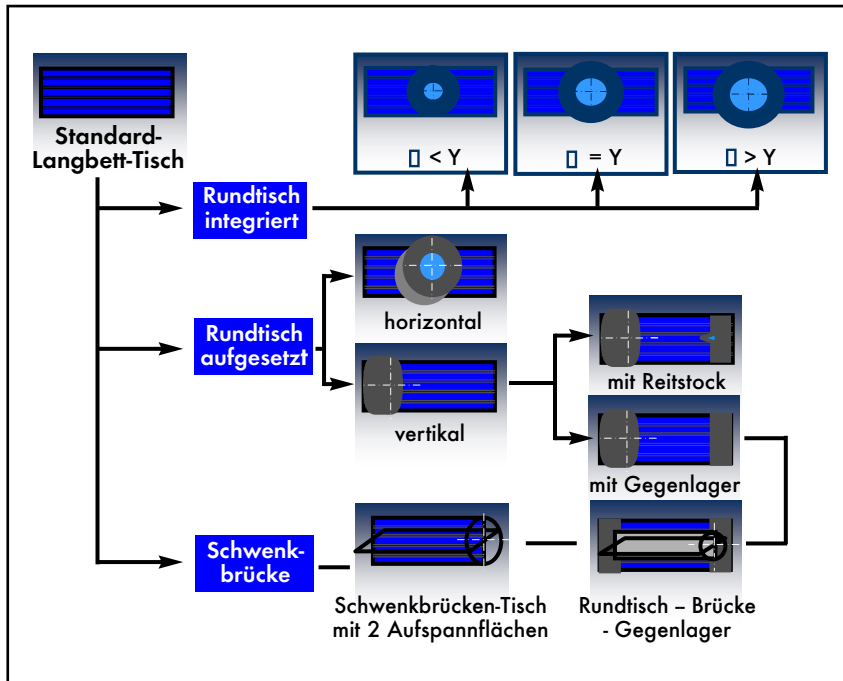 Standard-
Langbett-Tisch
▯ < Y
▯ = Y
▯ > Y
Rundtisch
integriert
Rundtisch
aufgesetzt
horizontal
vertikal
mit Reitstock
mit Gegenlager
Schwenk-
brücke
Schwenkbrücken-Tisch
mit 2 Aufspannflächen
Rundtisch – Brücke
- Gegenlager